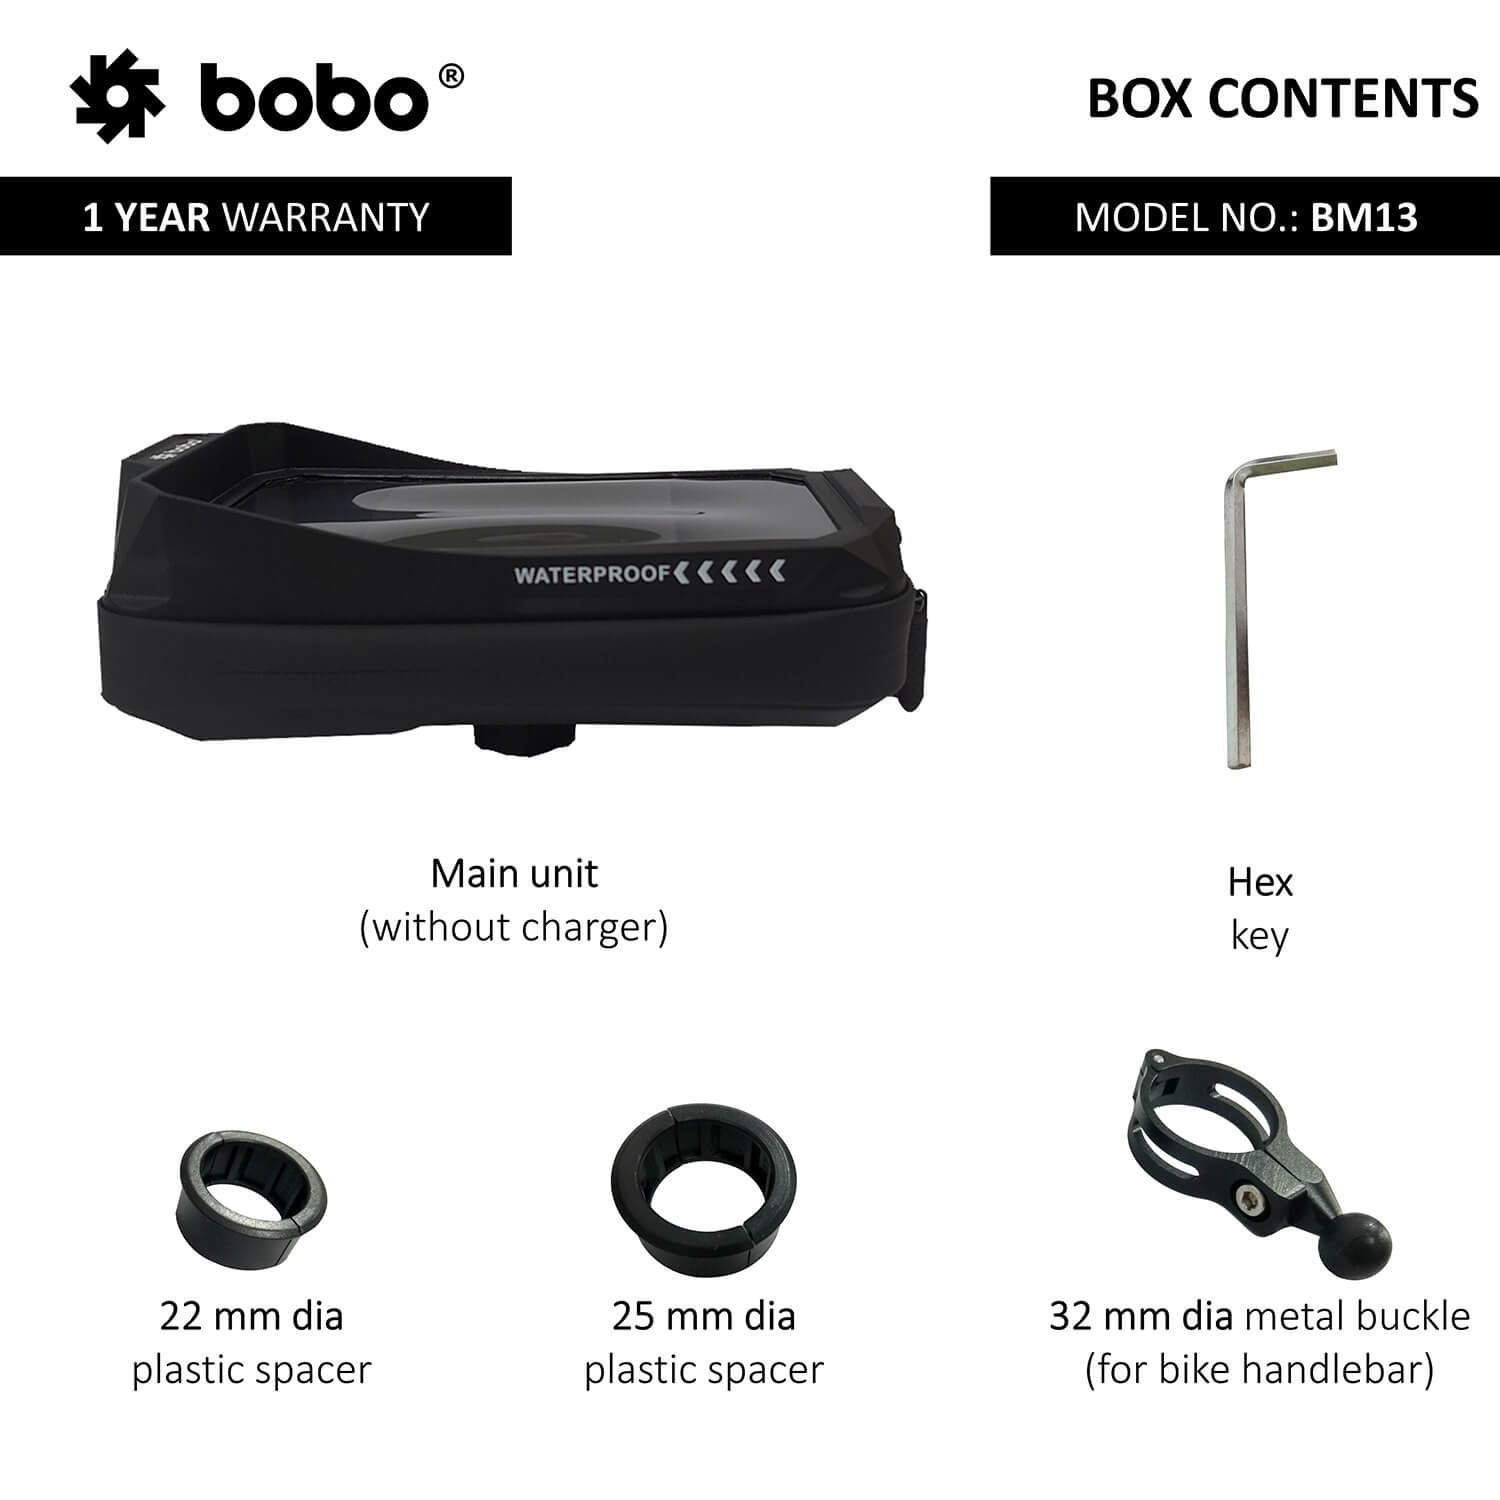 bobo®
BOX CONTENTS
1 YEAR WARRANTY
MODEL NO.: BM13
bobo
WATERPROOF
Main unit
(without charger)
Hex
key
22 mm dia
plastic spacer
25 mm dia
plastic spacer
32 mm dia metal buckle
(for bike handlebar)